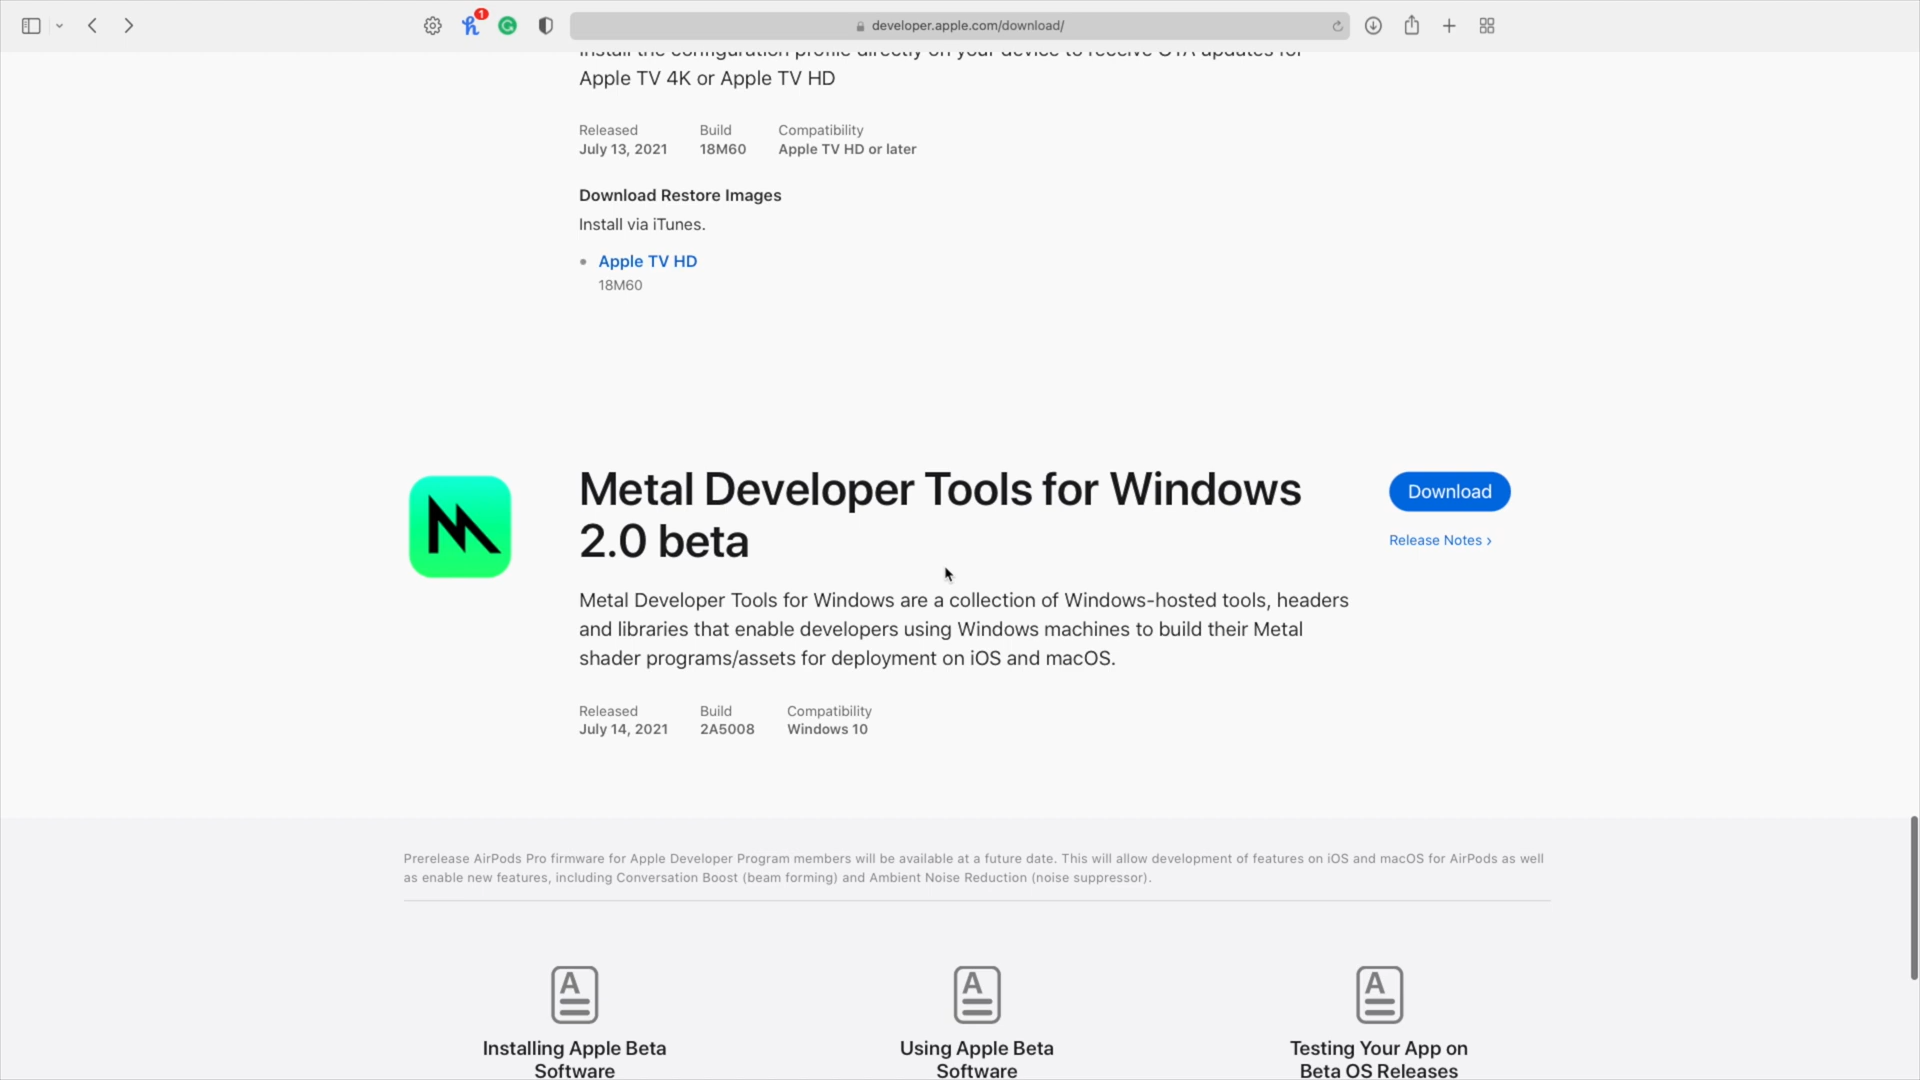 1
developer.apple.com/download/
Install the configuration profile directly on your device to receive OTA updates for
Apple TV 4K or Apple TV HD
Released Build Compatibility
July 13, 2021 18M60 Apple TV HD or later
Download Restore Images
Install via iTunes.
• Apple TV HD
18M60
Metal Developer Tools for Windows
2.0 beta
Download
Release Notes ›
Metal Developer Tools for Windows are a collection of Windows-hosted tools, headers
and libraries that enable developers using Windows machines to build their Metal
shader programs/assets for deployment on iOS and macOS.
Released Build Compatibility
July 14, 2021 2A5008 Windows 10
Prerelease AirPods Pro firmware for Apple Developer Program members will be available at a future date. This will allow development of features on iOS and macOS for AirPods as well
as enable new features, including Conversation Boost (beam forming) and Ambient Noise Reduction (noise suppressor).
Installing Apple Beta
Software
Using Apple Beta
Software
Testing Your App on
Beta OS Releases